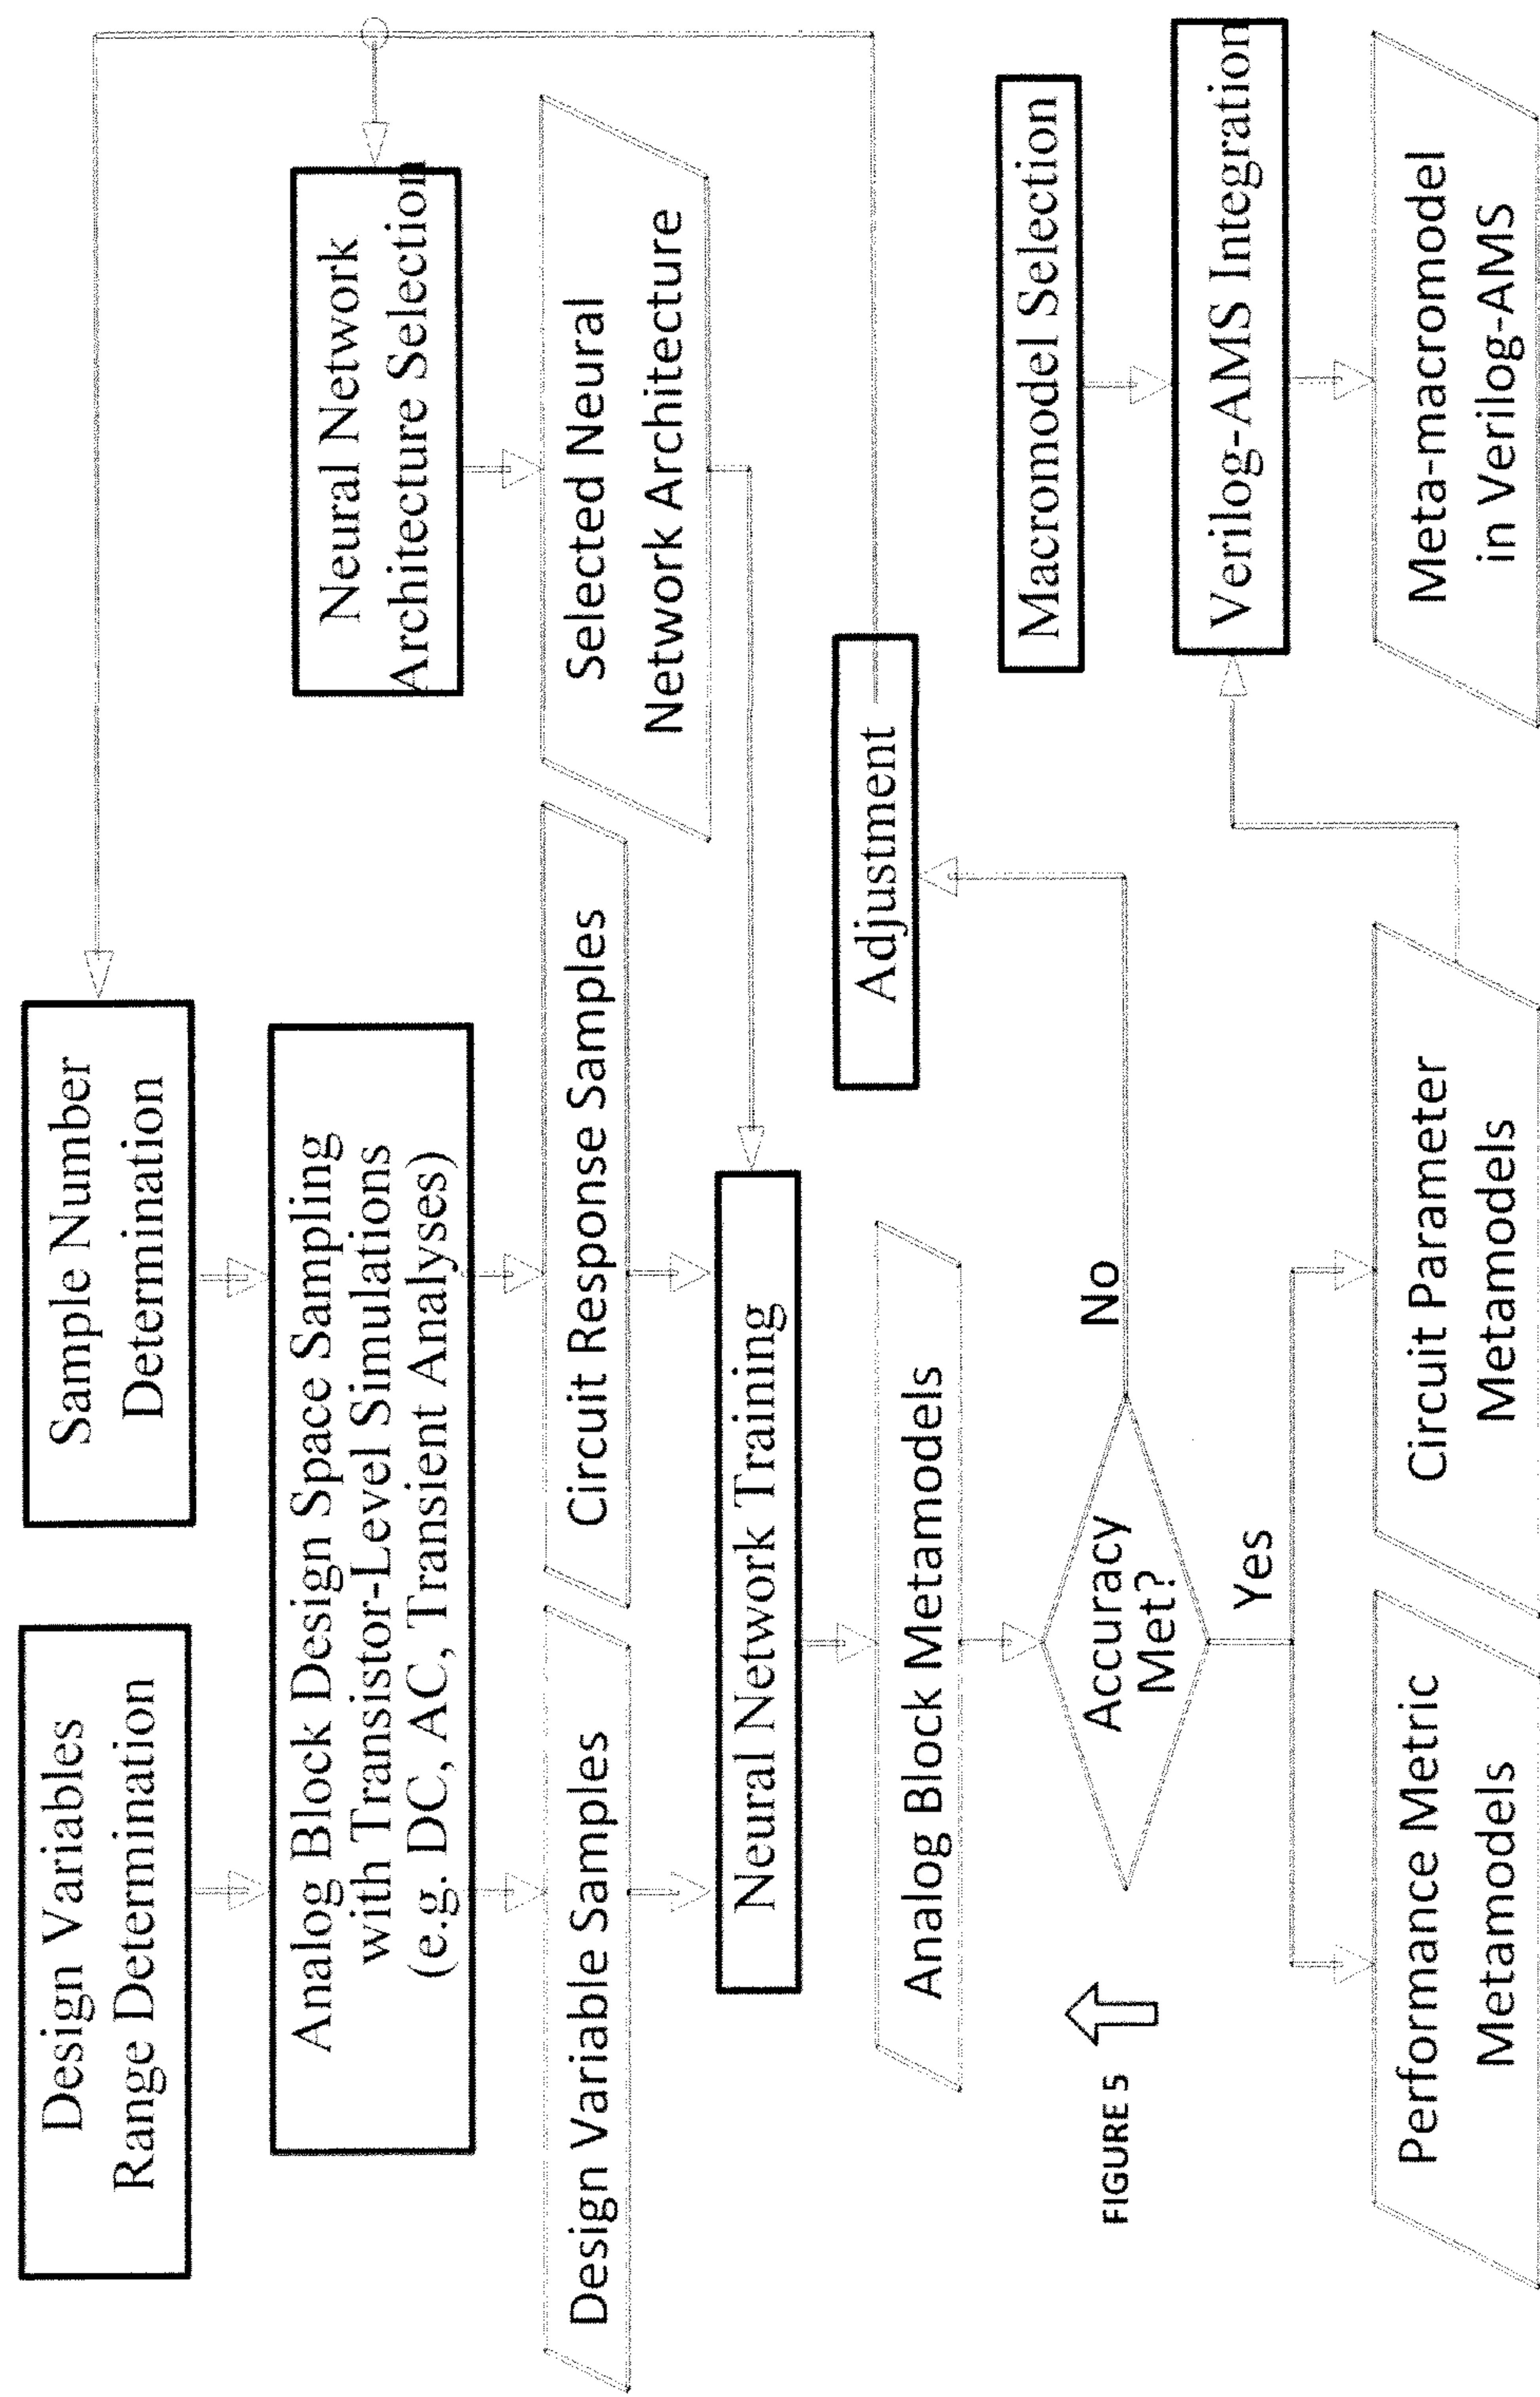 Design Variables
Range Determination
Sample Number
Determination
Analog Block Design Space Sampling
with Transistor-Level Simulations
(e.g. DC, AC, Transient Analyses)
Neural Network
Architecture Selection
Design Variable Samples
Circuit Response Samples
Selected Neural
Network Architecture
Neural Network Training
Adjustment
Analog Block Metamodels
Accuracy
Met?
No
Yes
Macromodel Selection
Verilog-AMS Integration
FIGURE 5
Performance Metric
Metamodels
Circuit Parameter
Metamodels
Meta-macromodel
in Verilog-AMS